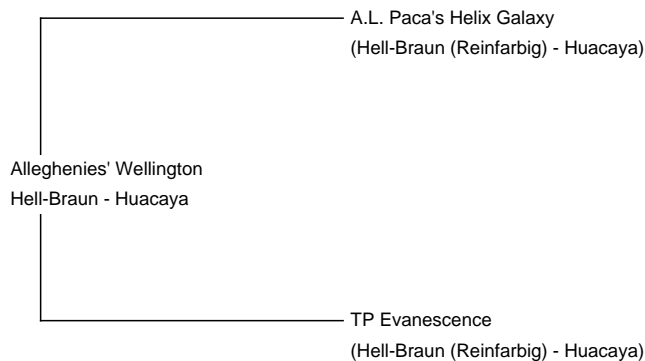 A.L. Paca's Helix Galaxy
(Hell-Braun (Reinfarbig) - Huacaya)
Alleghenies' Wellington
Hell-Braun - Huacaya
TP Evanescence
(Hell-Braun (Reinfarbig) - Huacaya)